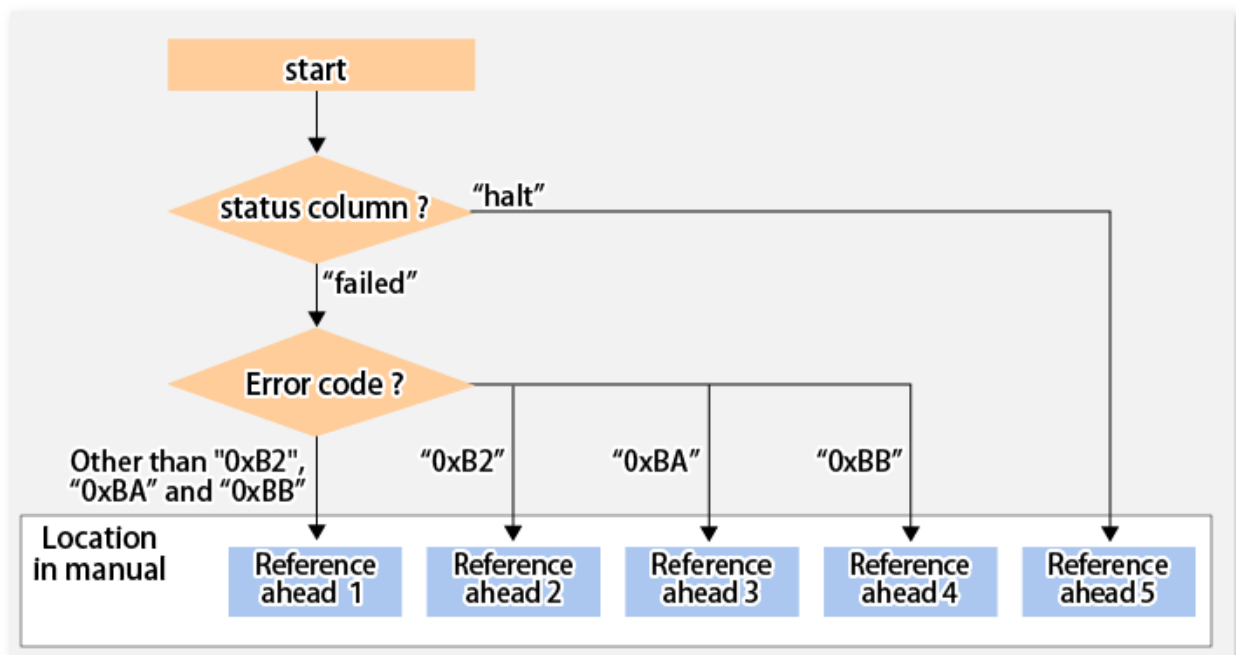 start
status column ?
“halt”
“failed”
Error code ?
Other than "0xB2",
“0xBA” and “0xBB”
“0xB2”
“0xBA”
“0xBB”
Location
in manual
Reference
ahead 1
Reference
ahead 2
Reference
ahead 3
Reference
ahead 4
Reference
ahead 5